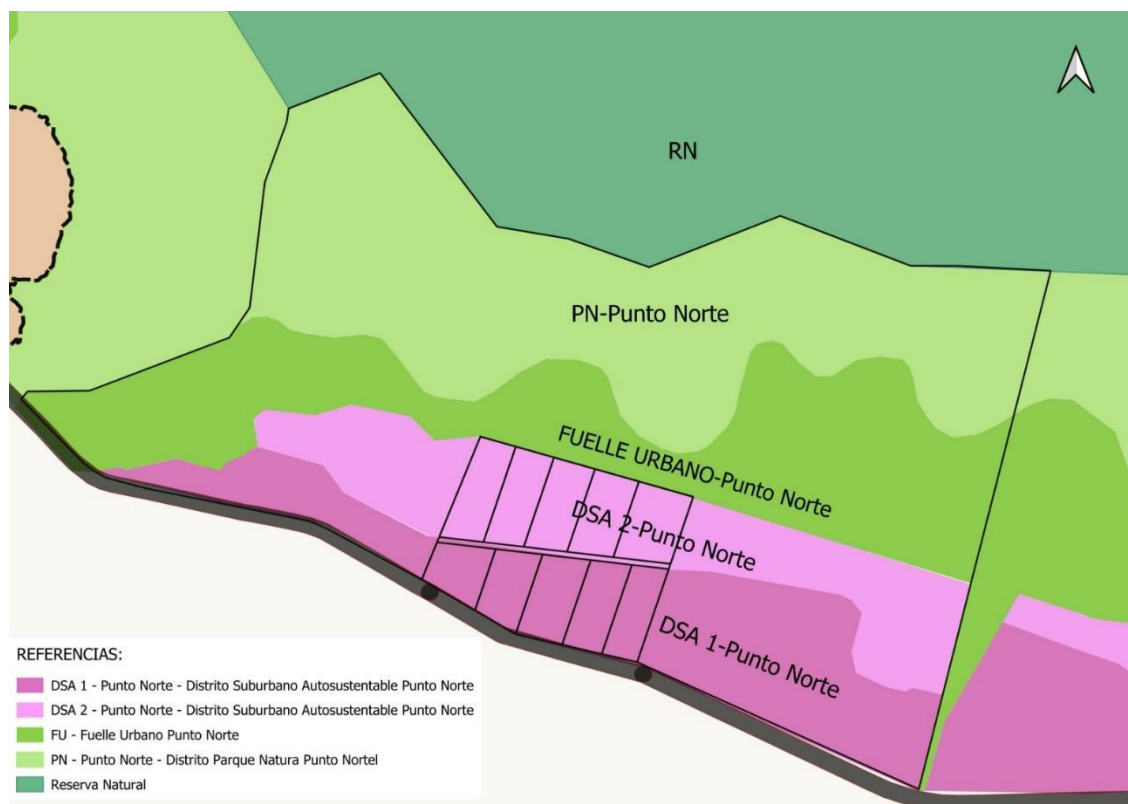 RN
PN-Punto Norte
FUELLE URBANO-Punto Norte
DSA 2-Punto Norte
DSA 1-Punto Norte
REFERENCIAS:
DSA 1 - Punto Norte - Distrito Suburbano Autosustentable Punto Norte
DSA 2 - Punto Norte - Distrito Suburbano Autosustentable Punto Norte
FU - Fuelle Urbano Punto Norte
PN - Punto Norte - Distrito Parque Natura Punto Nortel
Reserva Natural